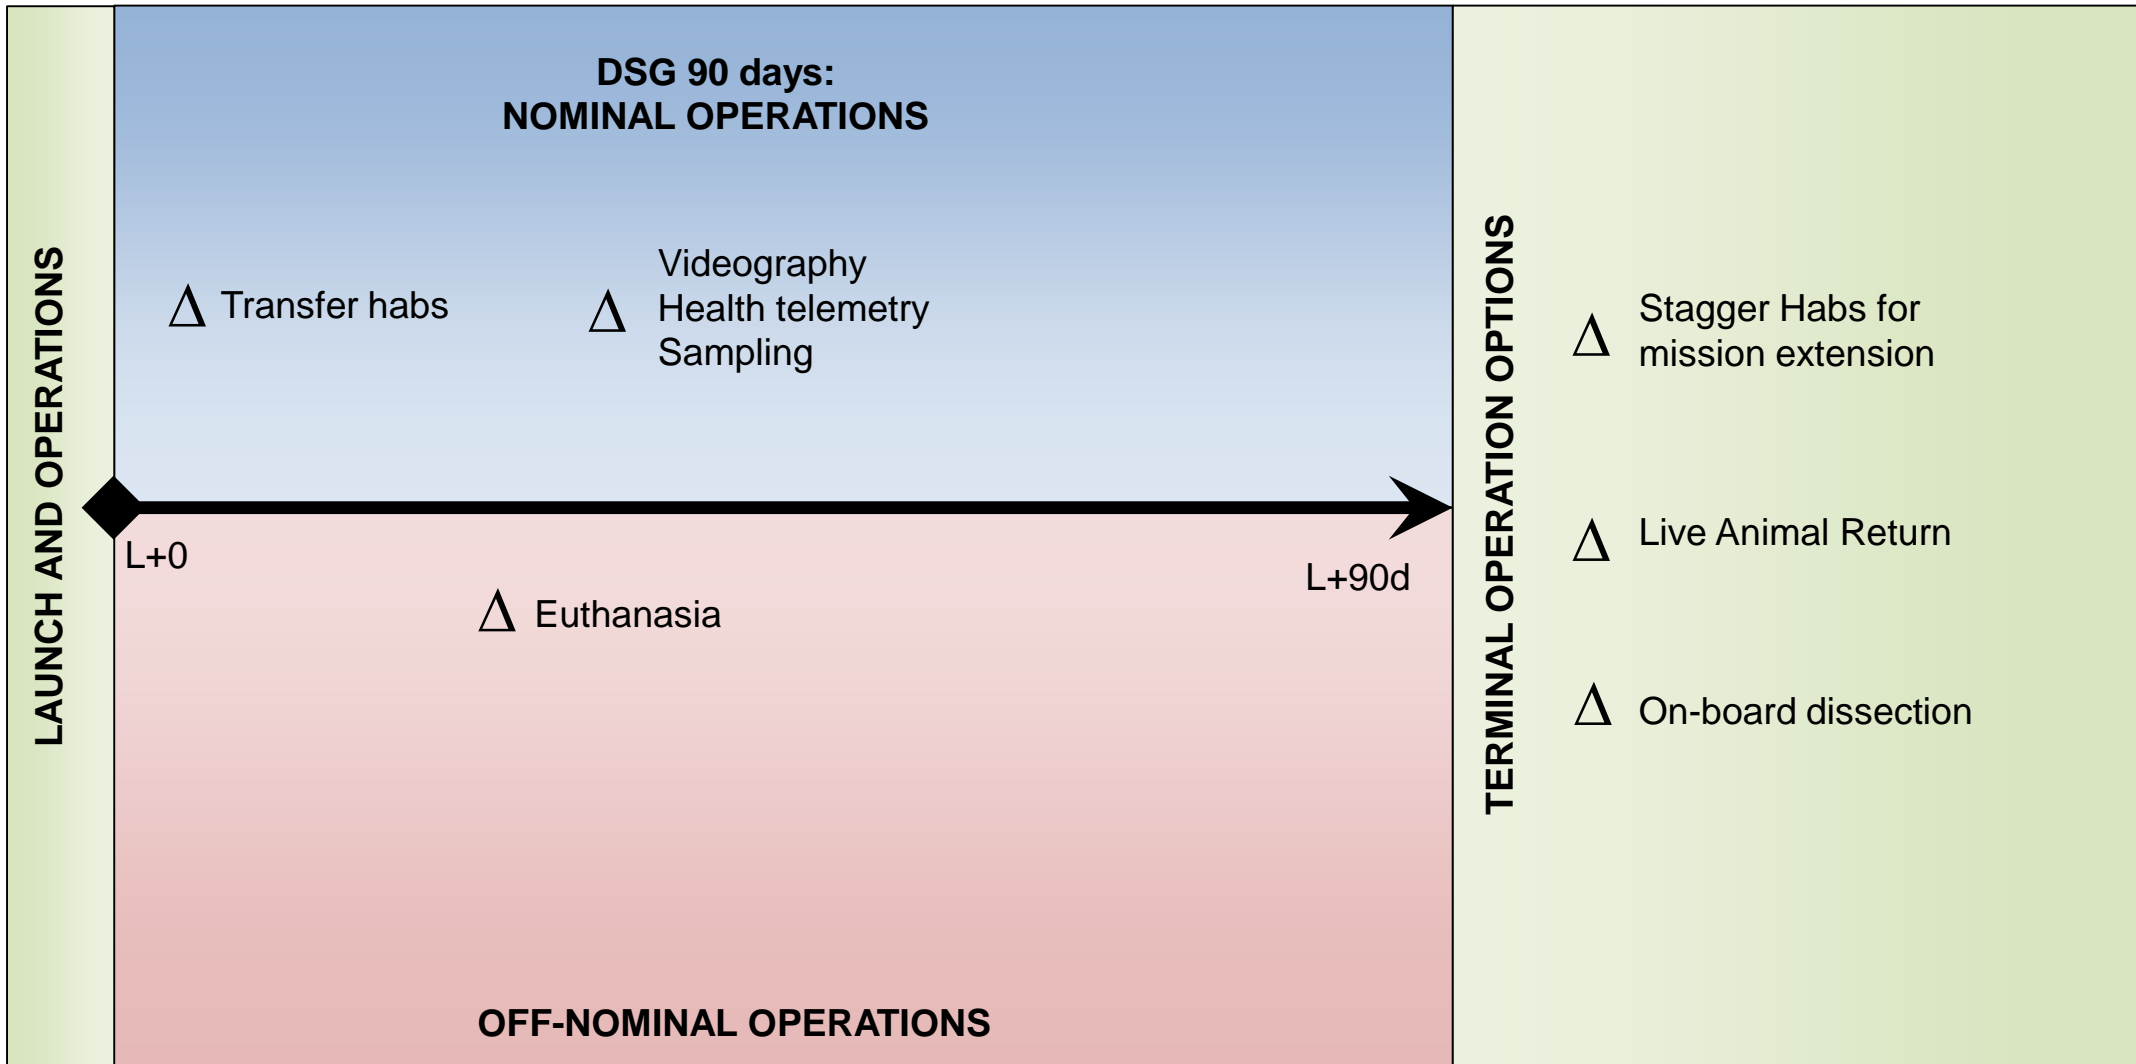 LAUNCH AND OPERATIONS
DSG 90 days:
NOMINAL OPERATIONS
Δ Transfer habs
Δ
Videography
Health telemetry
Sampling
L+0
L+90d
Δ Euthanasia
OFF-NOMINAL OPERATIONS
TERMINAL OPERATION OPTIONS
Δ
Stagger Habs for
mission extension
Δ Live Animal Return
Δ On-board dissection